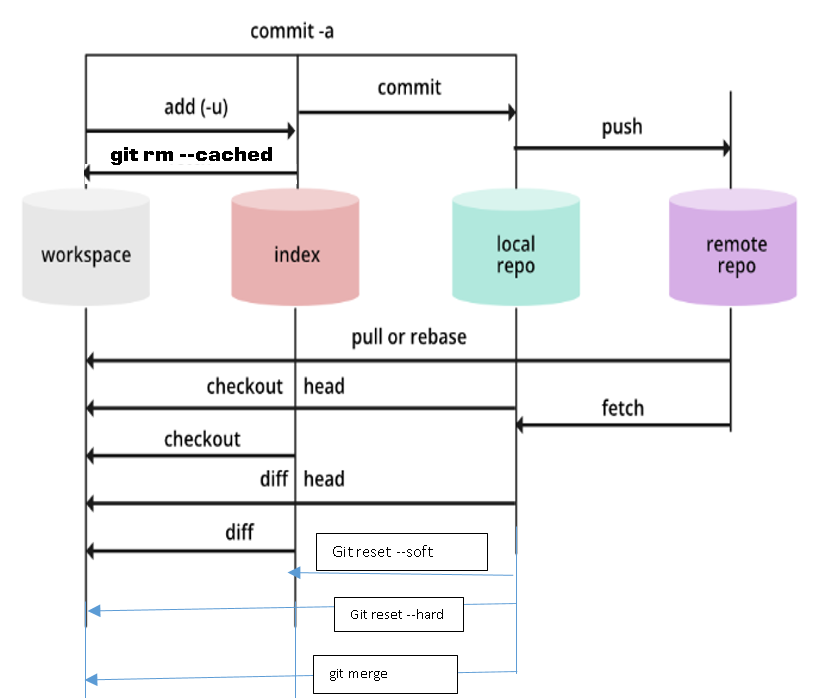 commit -a
commit
add (-u)
push
git rm --cached
workspace
index
local
repo
remote
repo
pull or rebase
checkout head
fetch
checkout
diff head
diff
Git reset --soft
Git reset --hard
git merge